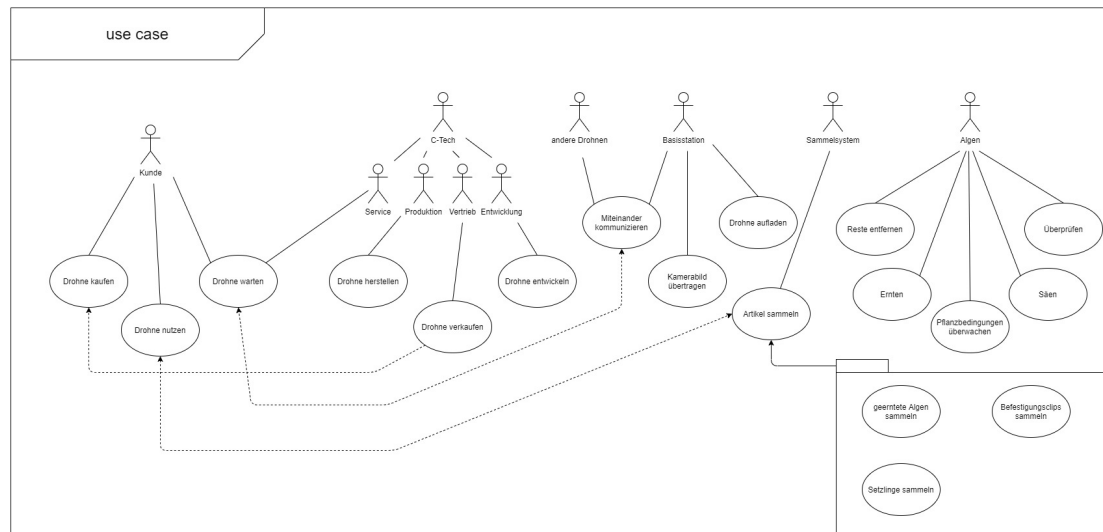 use case
C-Tech
andere Drohnen
Basisstation
Sammelsystem
Algen
Kunde
Service
Produktion
Vertrieb
Entwicklung
Miteinander
kommunizieren
Drohne aufladen
Reste entfernen
Überprüfen
Drohne kaufen
Drohne warten
Drohne herstellen
Drohne entwickeln
Kamerabild
übertragen
Ernten
Säen
Drohne nutzen
Drohne verkaufen
Artikel sammeln
Pflanzbedingungen
überwachen
geerntete Algen
sammeln
Befestigungsclips
sammeln
Setzlinge sammeln